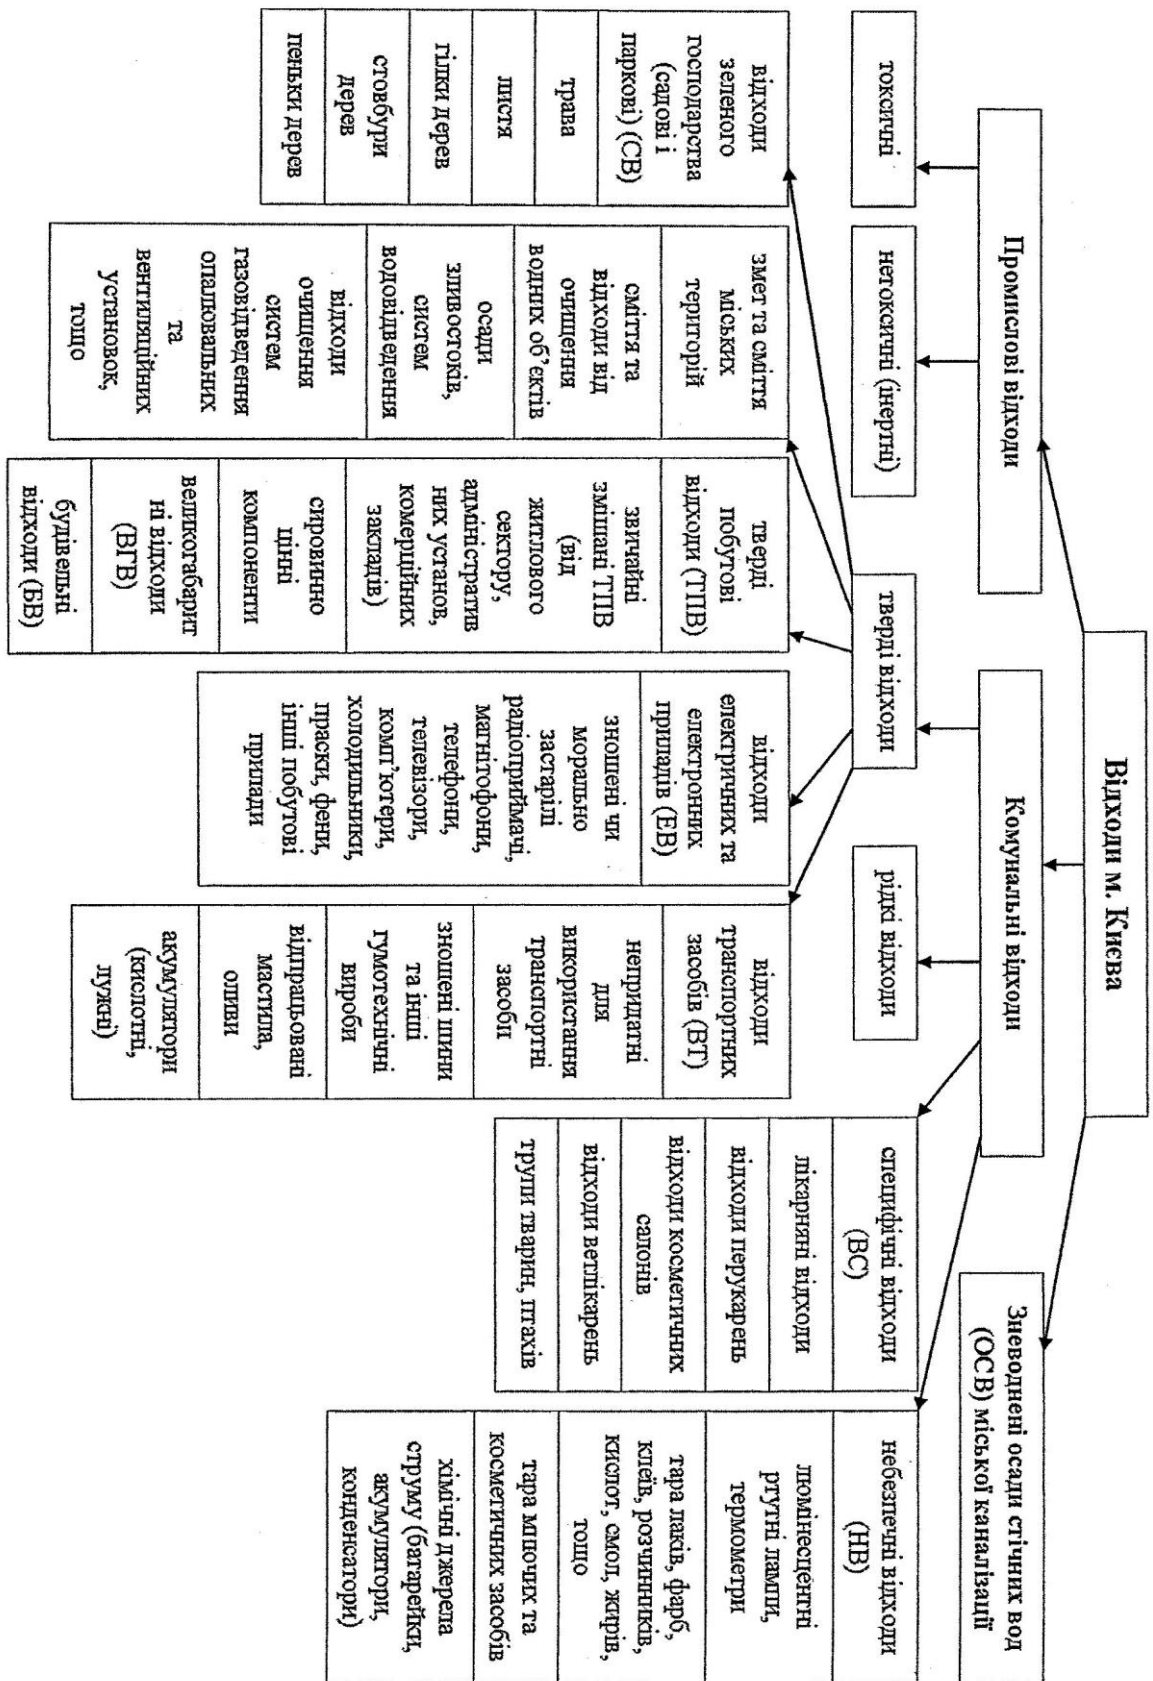 Відходи м. Києва
Промислові відходи
Комунальні відходи
Зневоднені осади стічних вод
(ОСВ) міської каналізації
токсичні
нетоксичні (інертні)
тверді відходи
рідкі відходи
специфічні відходи
(ВС)
лікарняні відходи
відходи перукарень
відходи косметичних
салонів
відходи ветлікарень
трупи тварин, птахів
небезпечні відходи
(НВ)
люмінесцентні
ртутні лампи,
термометри
тара лаків, фарб,
клеїв, розчинників,
кислот, смол, жирів,
тощо
тара миючих та
косметичних засобів
хімічні джерела
струму (батарейки,
акумулятори,
конденсатори)
відходи
зеленого
господарства
(садові і
паркові) (СВ)
трава
листя
гілки дерев
стовбури
дерев
пеньки дерев
змет та сміття
міських
територій
сміття та
відходи від
очищення
водних об'єктів
осади
зливостоків,
систем
водовідведення
відходи
очищення
систем
газовідведення
опалювальних
та
вентиляційних
установок,
тощо
тверді
побутові
відходи (ТПВ)
звичайні
змішані ТПВ
(від
житлового
сектору,
адміністратив
них установ,
комерційних
закладів)
сировинно
цінні
компоненти
великогабарит
ні відходи
(ВГВ)
будівельні
відходи (БВ)
відходи
електричних та
електронних
приладів (ЕВ)
зношені чи
морально
застарілі
радіоприймачі,
магнітофони,
телефони,
телевізори,
комп'ютери,
холодильники,
праски, фени,
інші побутові
прилади
відходи
транспортних
засобів (ВТ)
непридатні
для
використання
транспортні
засоби
зношені шини
та інші
гумотехнічні
вироби
відпрацьовані
мастила,
оливи
акумулятори
(кислотні,
лужні)